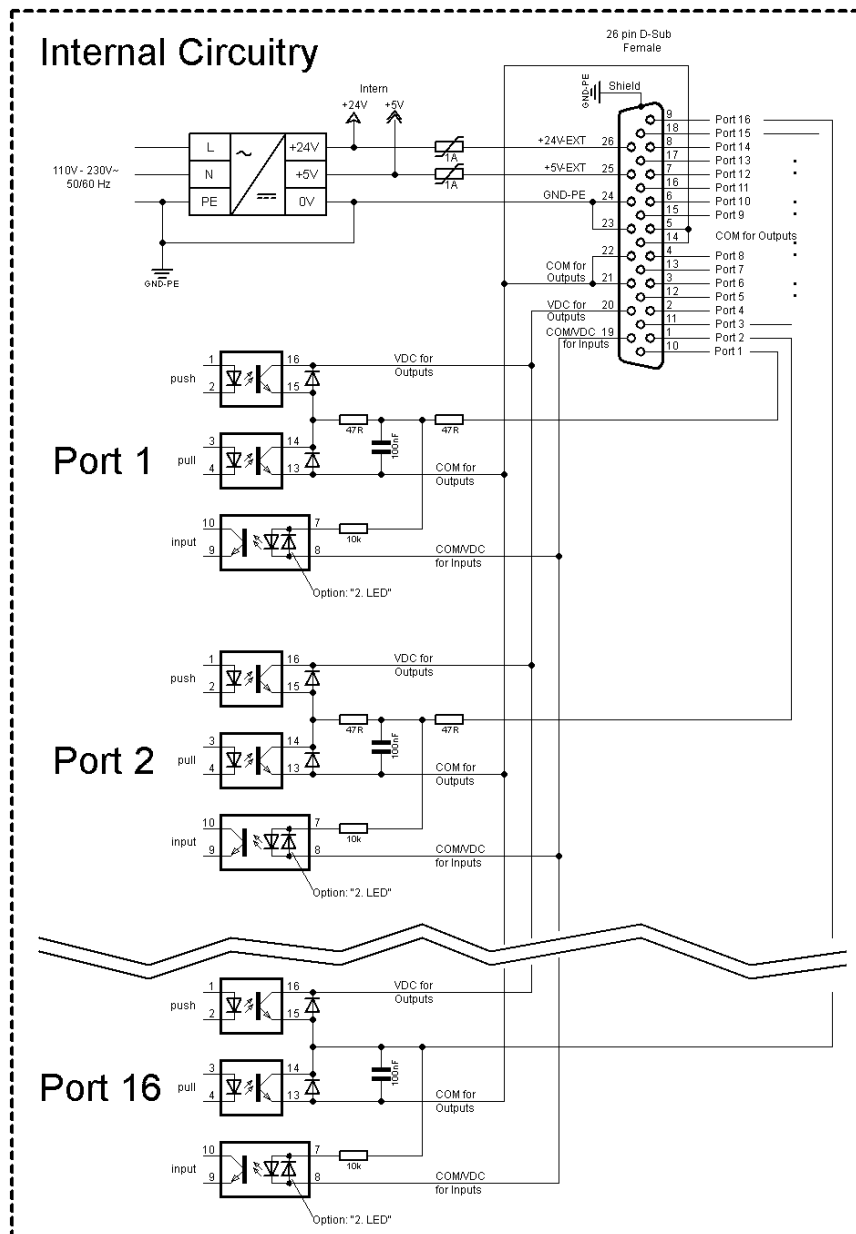 Internal Circuitry
26 pin D-Sub
Female
Shield
GND-PE
Intern
+24V
+5V
110V - 230V~
50/60 Hz
L
N
PE
~
+24V
+5V
0V
1A
1A
GND-PE
+24V-EXT 26
+5V-EXT 25
GND-PE 24
23
22
COM for
Outputs
21
VDC for
Outputs
20
COM/VDC 19
for Inputs
9 Port 16
18 Port 15
8 Port 14
17 Port 13
7 Port 12
16 Port 11
6 Port 10
15 Port 9
5
14 COM for Outputs
4 Port 8
13 Port 7
3 Port 6
12 Port 5
2 Port 4
11 Port 3
1 Port 2
10 Port 1
Port 1
push
1
2
16
15
VDC for
Outputs
47R
100nF
47R
pull
3
4
14
13
COM for
Outputs
input
10
9
7
8
10k
COM/VDC
for Inputs
Option: "2. LED"
Port 2
push
1
2
16
15
VDC for
Outputs
47R
100nF
47R
pull
3
4
14
13
COM for
Outputs
input
10
9
7
8
10k
COM/VDC
for Inputs
Option: "2. LED"
Port 16
push
1
2
16
15
VDC for
Outputs
100nF
pull
3
4
14
13
COM for
Outputs
input
10
9
7
8
10k
COM/VDC
for Inputs
Option: "2. LED"